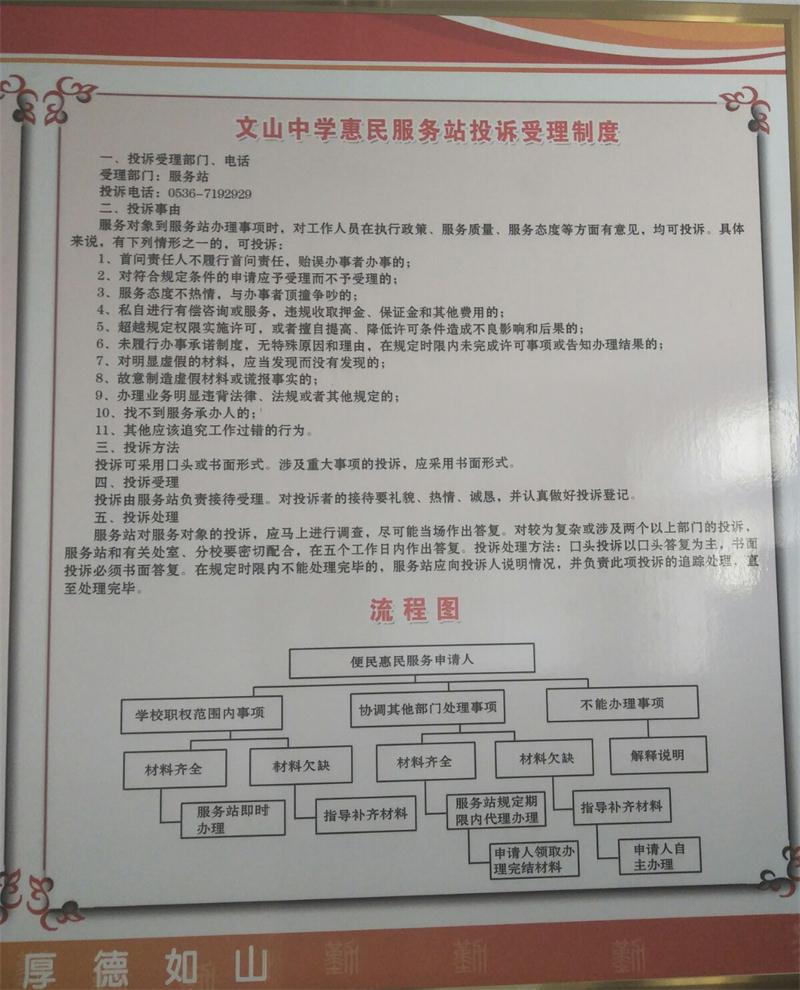 文山中学惠民服务站投诉受理制度
一、投诉受理部门、电话
受理部门：服务站
投诉电话：0536-7192929
二、投诉事由
服务对象到服务站办理事项时，对工作人员在执行政策、服务质量、服务态度等方面有意见，均可投诉。具体
来说，有下列情形之一的，可投诉：
1、首问责任人不履行首问责任，贻误办事者办事的；
2、对符合规定条件的申请应予受理而不予受理的；
3、服务态度不热情，与办事者顶撞争吵的；
4、私自进行有偿咨询或服务，违规收取押金、保证金和其他费用的；
5、超越规定权限实施许可，或者擅自提高、降低许可条件造成不良影响和后果的；
6、未履行办事承诺制度，无特殊原因和理由，在规定时限内未完成许可事项或告知办理结果的；
7、对明显虚假的材料，应当发现而没有发现的；
8、故意制造虚假材料或谎报事实的；
9、办理业务明显违背法律、法规或者其他规定的；
10、找不到服务承办人的；
11、其他应该追究工作过错的行为。
三、投诉方法
投诉可采用口头或书面形式。涉及重大事项的投诉，应采用书面形式。
四、投诉受理
投诉由服务站负责接待受理。对投诉者的接待要礼貌、热情、诚恳，并认真做好投诉登记。
五、投诉处理
服务站对服务对象的投诉，应马上进行调查，尽可能当场作出答复。对较为复杂或涉及两个以上部门的投诉，
服务站和有关处室、分校要密切配合，在五个工作日内作出答复。投诉处理方法：口头投诉以口头答复为主，书面
投诉必须书面答复。在规定时限内不能处理完毕的，服务站应向投诉人说明情况，并负责此项投诉的追踪处理，直
至处理完毕。
流程图
便民惠民服务申请人
学校职权范围内事项
协调其他部门处理事项
不能办理事项
材料齐全
材料欠缺
材料齐全
材料欠缺
解释说明
服务站即时
办理
指导补齐材料
服务站规定期
限内代理办理
指导补齐材料
申请人领取办
理完结材料
申请人自
主办理
厚德如山